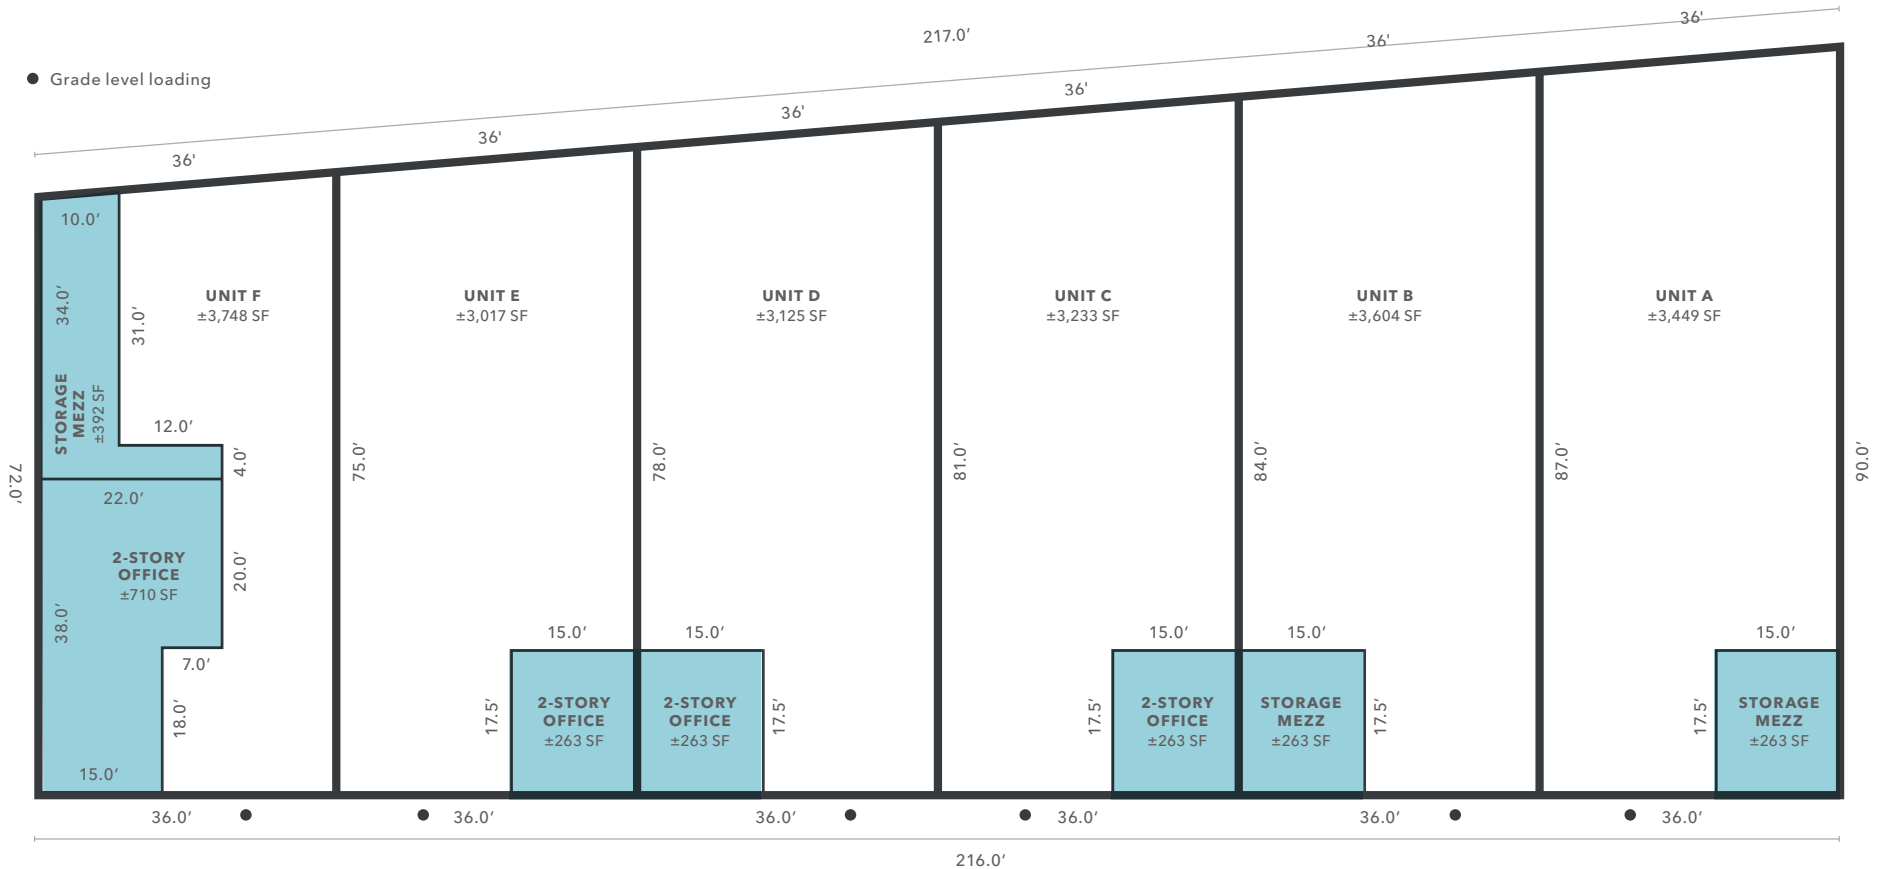 217.0’
36'
36'
36'
36'
36'
36'
Grade level loading
10.0’
34.0’
31.0’
STORAGE
MEZZ
±392 SF
12.0’
4.0’
72.0’
22.0’
2-STORY
OFFICE
±710 SF
20.0’
38.0’
7.0’
18.0’
15.0’
UNIT F
±3,748 SF
75.0’
UNIT E
±3,017 SF
15.0’
17.5’
2-STORY
OFFICE
±263 SF
78.0’
UNIT D
±3,125 SF
15.0’
2-STORY
OFFICE
±263 SF
17.5’
81.0’
UNIT C
±3,233 SF
15.0’
17.5’
2-STORY
OFFICE
±263 SF
84.0’
UNIT B
±3,604 SF
15.0’
STORAGE
MEZZ
±263 SF
17.5’
87.0’
UNIT A
±3,449 SF
15.0’
17.5’
STORAGE
MEZZ
±263 SF
90.0’
36.0’
36.0’
36.0’
36.0’
36.0’
36.0’
216.0’